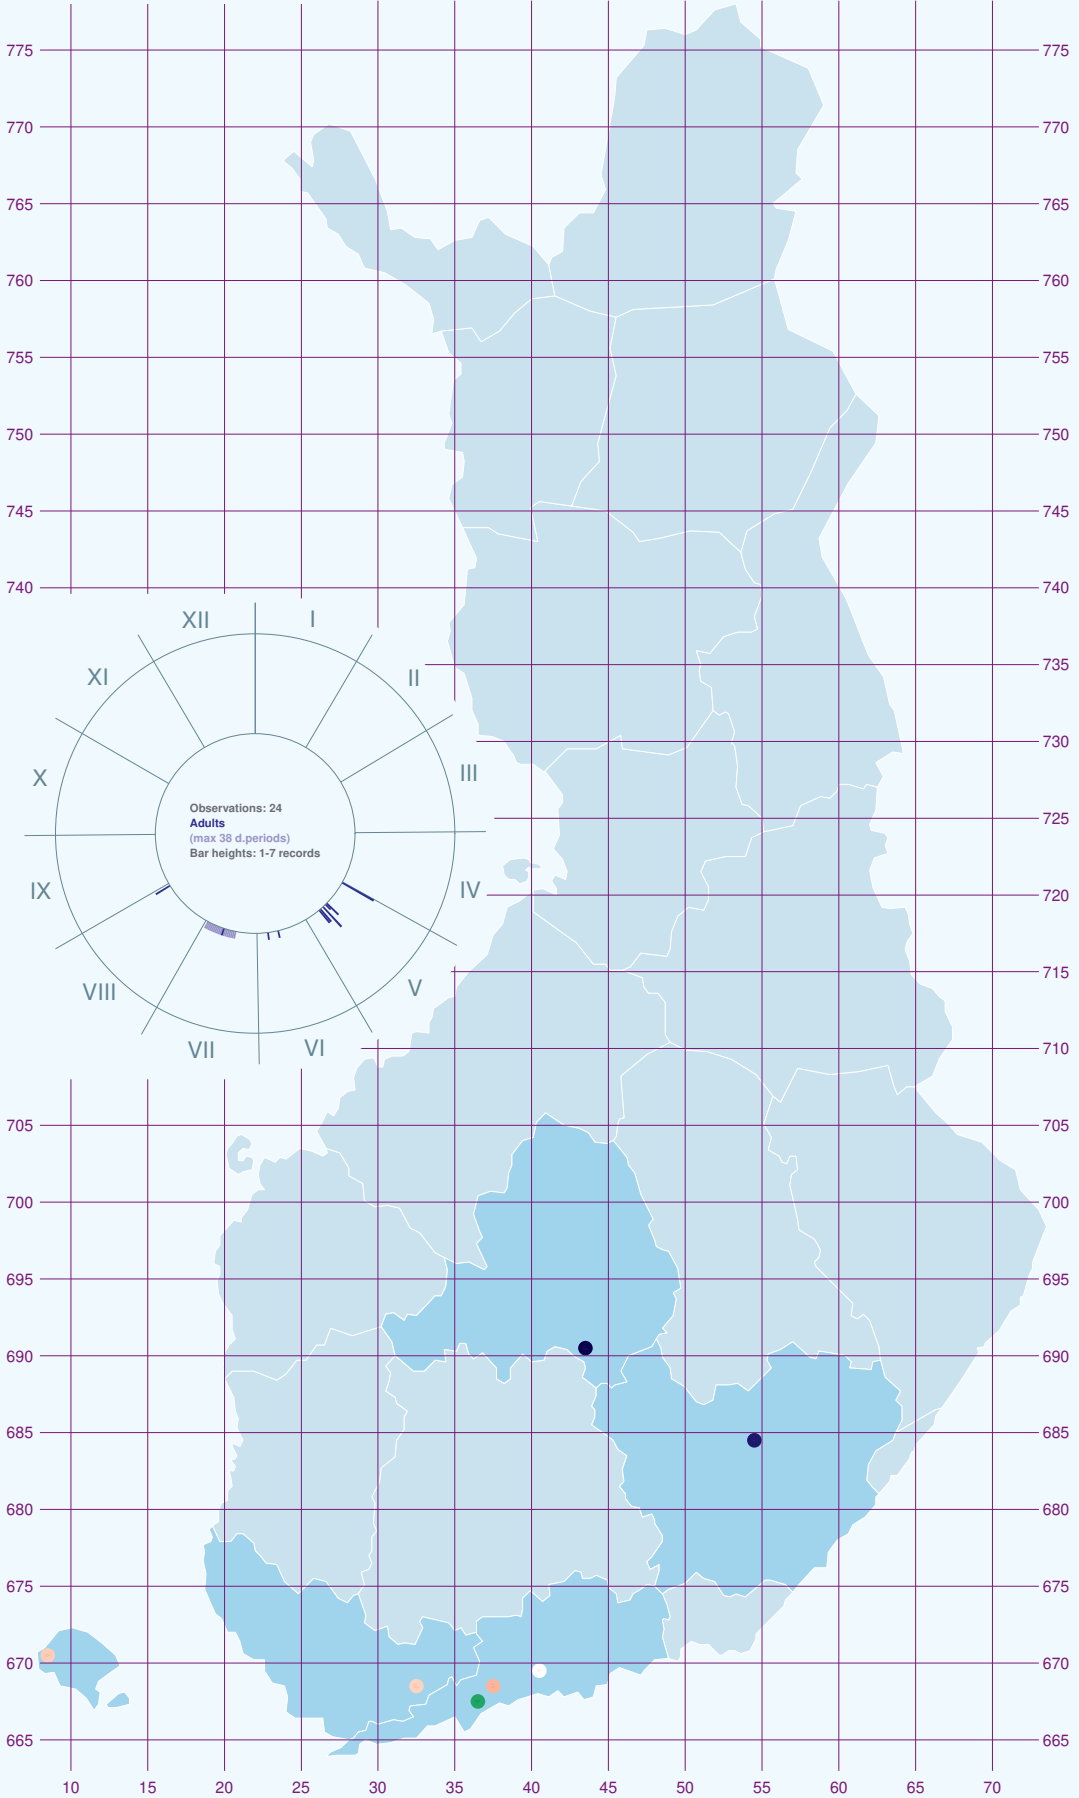 775 775
770 770
765 765
760 760
755 755
750 750
745 745
740 740
XII I
XI II
735 735
730 730
X III
Observations: 24
725 725
Adults
(max 38 d.periods)
Bar heights: 1-7 records
IX IV
720 720
VIII V
715 715
VII VI
710 710
705 705
700 700
695 695
690 690
685 685
680 680
675 675
670 670
665 665
10 15 20 25 30 35 40 45 50 55 60 65 70